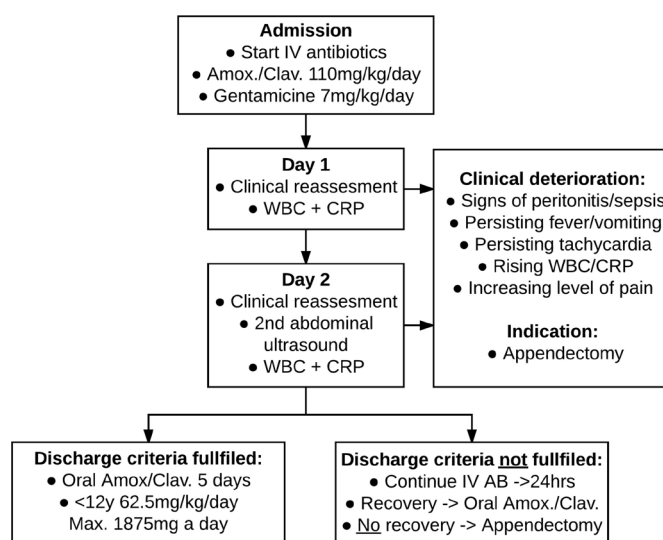 Admission
● Start IV antibiotics
● Amox./Clav. 110mg/kg/day
● Gentamicine 7mg/kg/day
Day 1
● Clinical reassesment
● WBC + CRP
Day 2
● Clinical reassesment
● 2nd abdominal
ultrasound
● WBC + CRP
Clinical deterioration:
● Signs of peritonitis/sepsis
● Persisting fever/vomiting
● Persisting tachycardia
● Rising WBC/CRP
● Increasing level of pain
Indication:
● Appendectomy
Discharge criteria fullfiled:
● Oral Amox/Clav. 5 days
● <12y 62.5mg/kg/day
Max. 1875mg a day
Discharge criteria not fullfiled:
● Continue IV AB ->24hrs
● Recovery -> Oral Amox./Clav.
● No recovery -> Appendectomy